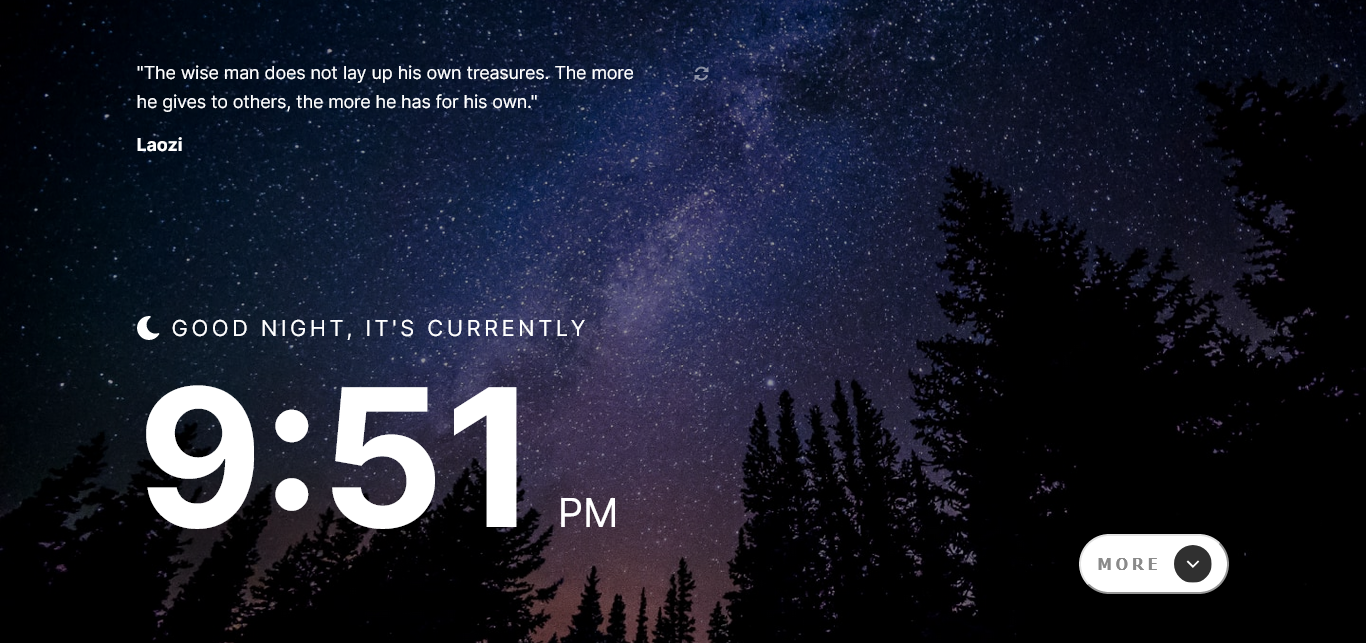 "The wise man does not lay up his own treasures. The more
he gives to others, the more he has for his own."
Laozi
GOOD NIGHT, IT'S CURRENTLY
9:51 PM
MORE